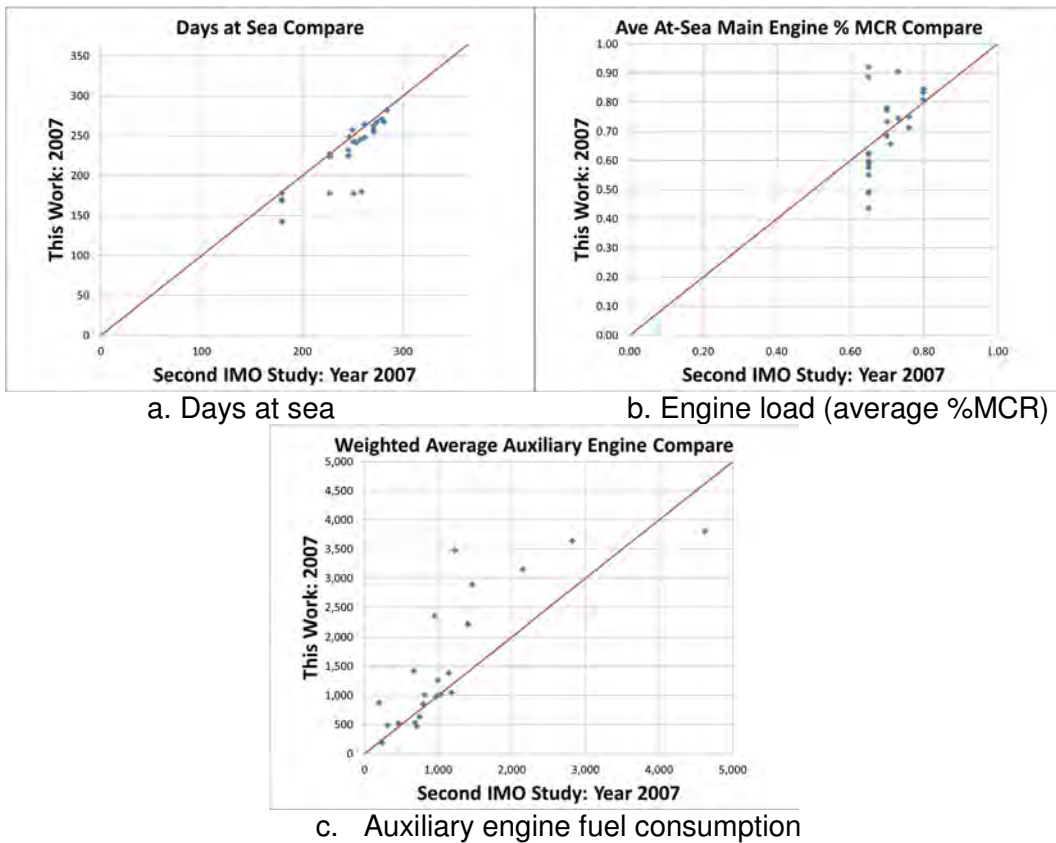 Days at Sea Compare
350
300
250
200
150
100
50
0
0 100 200 300
This Work: 2007
Second IMO Study: Year 2007
a. Days at sea
Ave At-Sea Main Engine % MCR Compare
1.00
0.90
0.80
0.70
0.60
0.50
0.40
0.30
0.20
0.10
0.00
0.00 0.20 0.40 0.60 0.80 1.00
This Work: 2007
Second IMO Study: Year 2007
b. Engine load (average %MCR)
Weighted Average Auxiliary Engine Compare
5,000
4,500
4,000
3,500
3,000
2,500
2,000
1,500
1,000
500
0
0 1,000 2,000 3,000 4,000 5,000
This Work: 2007
Second IMO Study: Year 2007
c. Auxiliary engine fuel consumption